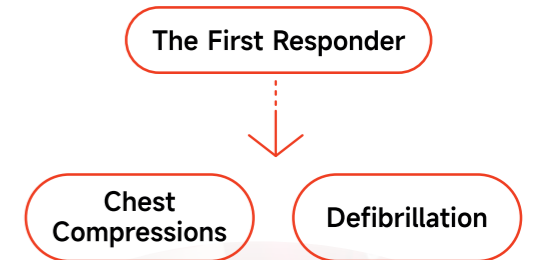 The First Responder
Chest
Compressions
Defibrillation